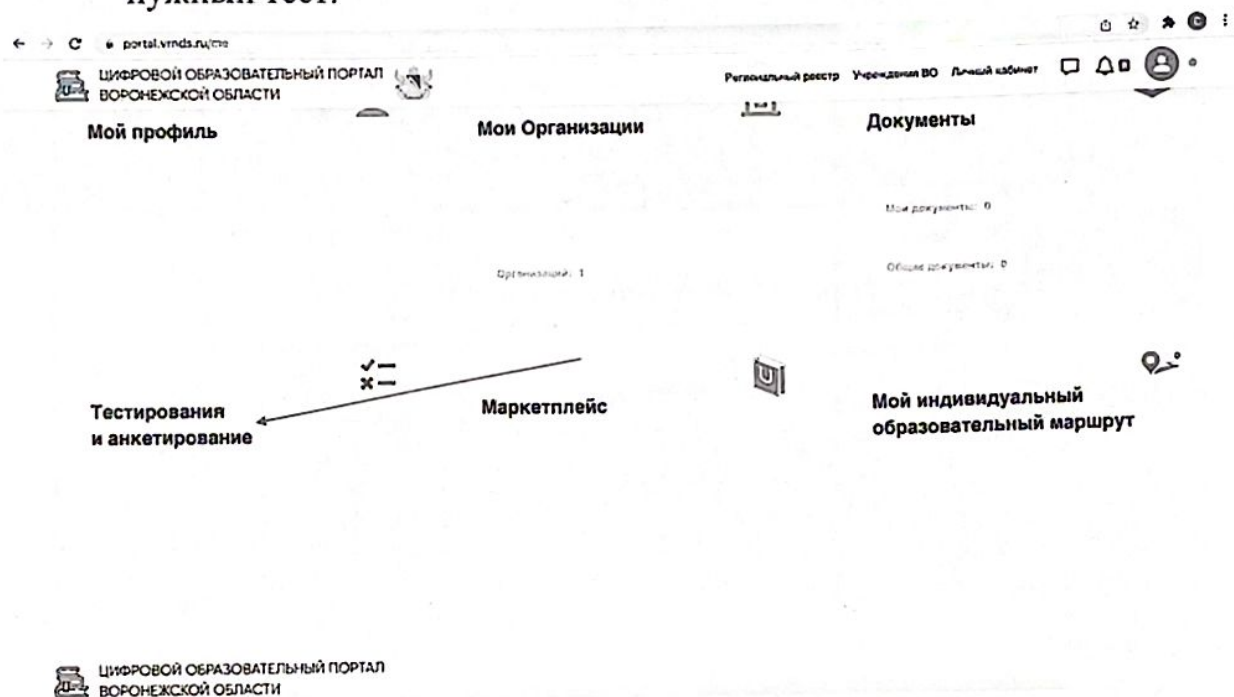 нужный тест.
portal.vrnds.ru/me
ЦИФРОВОЙ ОБРАЗОВАТЕЛЬНЫЙ ПОРТАЛ
ВОРОНЕЖСКОЙ ОБЛАСТИ
Региональный реестр Учреждения ВО Личный кабинет
Мой профиль
Мои Организации
Документы
Мои документы: 0
Организаций: 1
Общие документы: 0
Тестирования
и анкетирование
Маркетплейс
Мой индивидуальный
образовательный маршрут
ЦИФРОВОЙ ОБРАЗОВАТЕЛЬНЫЙ ПОРТАЛ
ВОРОНЕЖСКОЙ ОБЛАСТИ